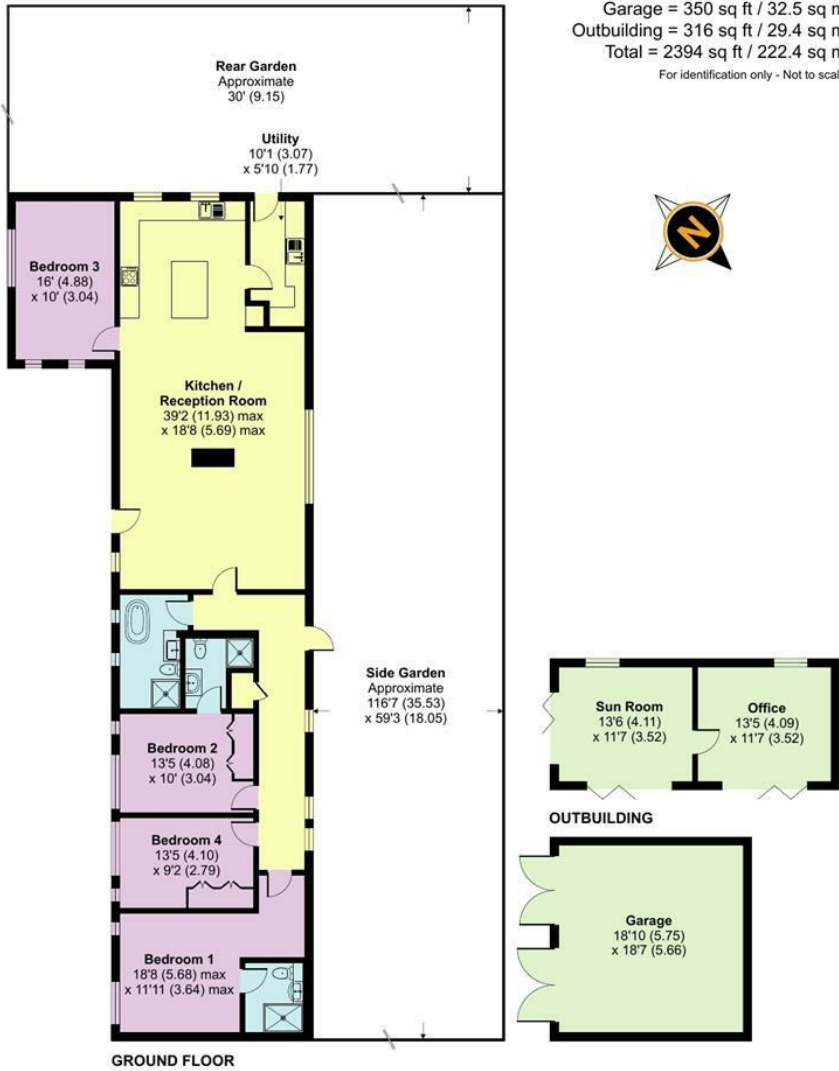 Garage = 350 sq ft / 32.5 sq m
Outbuilding = 316 sq ft / 29.4 sq m
Total = 2394 sq ft / 222.4 sq m
For identification only - Not to scal
Rear Garden
Approximate
30' (9.15)
Utility
10'1 (3.07)
x 5'10 (1.77)
N
Bedroom 3
16' (4.88)
x 10' (3.04)
Kitchen /
Reception Room
39'2 (11.93) max
x 18'8 (5.69) max
Side Garden
Approximate
116'7 (35.53)
x 59'3 (18.05)
Sun Room
13'6 (4.11)
x 11'7 (3.52)
Office
13'5 (4.09)
x 11'7 (3.52)
OUTBUILDING
Bedroom 2
13'5 (4.08)
x 10' (3.04)
Bedroom 4
13'5 (4.10)
x 9'2 (2.79)
Garage
18'10 (5.75)
x 18'7 (5.66)
Bedroom 1
18'8 (5.68) max
x 11'11 (3.64) max
GROUND FLOOR